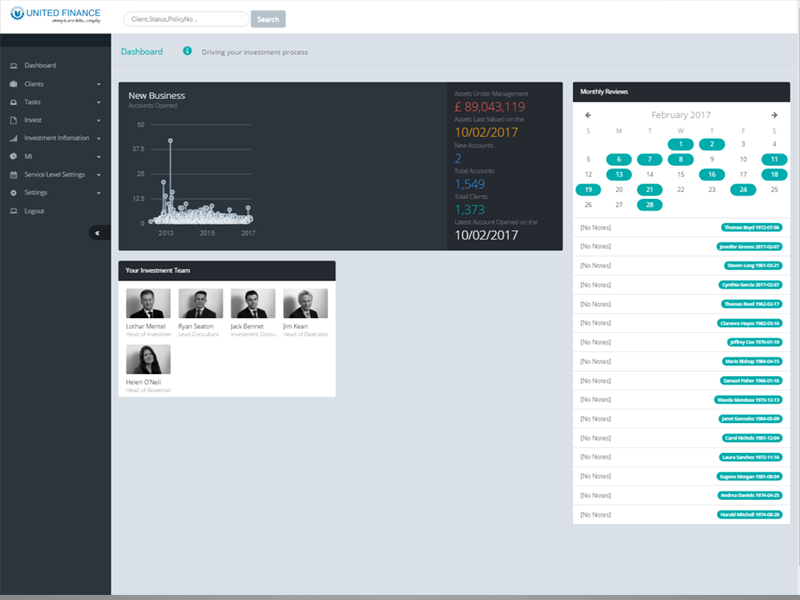 UNITED FINANCE
Client,Status,PolicyNo ..
Search
Dashboard
Driving your investment process
Dashboard
Clients
Tasks
Invest
Investment Infomation
MI
Service Level Settings
Settings
Logout
New Business
Accounts Opened
50
37.5
25
12.5
0
2013
2015
2017
Assets Under Management
£ 89,043,119
Assets Last Valued on the
10/02/2017
New Accounts
2
Total Accounts
1,549
Total Clients
1,373
Latest Account Opened on the
10/02/2017
Your Investment Team
Lothar Mentel
Head of Investmen
Ryan Seaton
Lead Consultant
Jack Bennet
Investment Consu
Jim Kean
Head of Operation
Helen O'Neil
Head of Governan
Monthly Reviews
February 2017
S M T W T F S
1 2 3 4
5 6 7 8 9 10 11
12 13 14 15 16 17 18
19 20 21 22 23 24 25
26 27 28
[No Notes] Thomas Boyd 1972-07-06
[No Notes] Jennifer Greene 2017-02-07
[No Notes] Steven Long 1961-03-21
[No Notes] Cynthia Garcia 2017-02-07
[No Notes] Thomas Reed 1962-02-17
[No Notes] Clarence Hayes 1982-03-16
[No Notes] Jeffrey Cox 1970-01-10
[No Notes] Marie Bishop 1984-04-15
[No Notes] Samuel Fisher 1966-01-16
[No Notes] Wanda Mendoza 1973-12-13
[No Notes] Janet Gonzalez 1984-05-09
[No Notes] Carol Nichols 1981-12-04
[No Notes] Laura Sanchez 1972-11-16
[No Notes] Eugene Morgan 1981-08-04
[No Notes] Andrea Daniels 1974-04-25
[No Notes] Harold Mitchell 1974-08-20